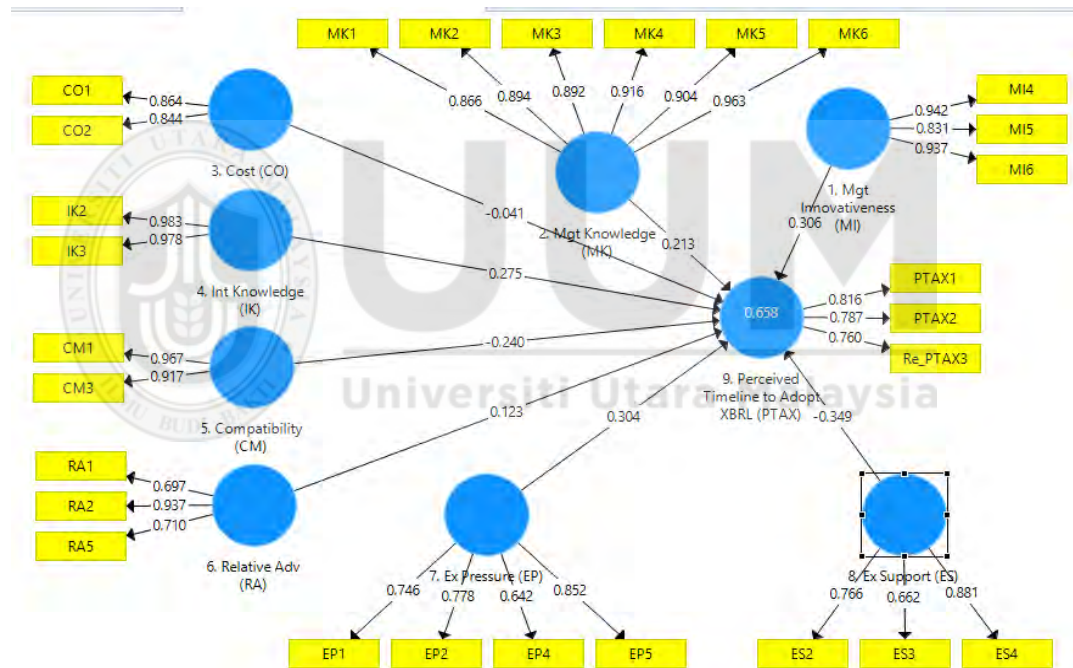 MK1
MK2
MK3
MK4
MK5
MK6
0.866
0.894
0.892
0.916
0.904
0.963
CO1
CO2
0.864
0.844
3. Cost (CO)
-0.041
2. Mgt Knowledge
(MK)
0.213
MI4
MI5
MI6
0.942
0.831
0.937
1. Mgt
Innovativeness
(MI)
0.306
IK2
IK3
0.983
0.978
4. Int Knowledge
(IK)
0.275
CM1
CM3
0.967
0.917
5. Compatibility
(CM)
-0.240
RA1
RA2
RA5
0.697
0.937
0.710
6. Relative Adv
(RA)
0.123
0.658
PTAX1
PTAX2
Re_PTAX3
0.816
0.787
0.760
9. Perceived
Timeline to Adopt
XBRL (PTAX)
0.304
-0.349
7. Ex Pressure (EP)
0.746
0.778
0.642
0.852
EP1
EP2
EP4
EP5
8. Ex Support (ES)
0.766
0.662
0.881
ES2
ES3
ES4
UUM
Universiti Utara Malaysia
UNIVERSITI UTARA MALAYSIA